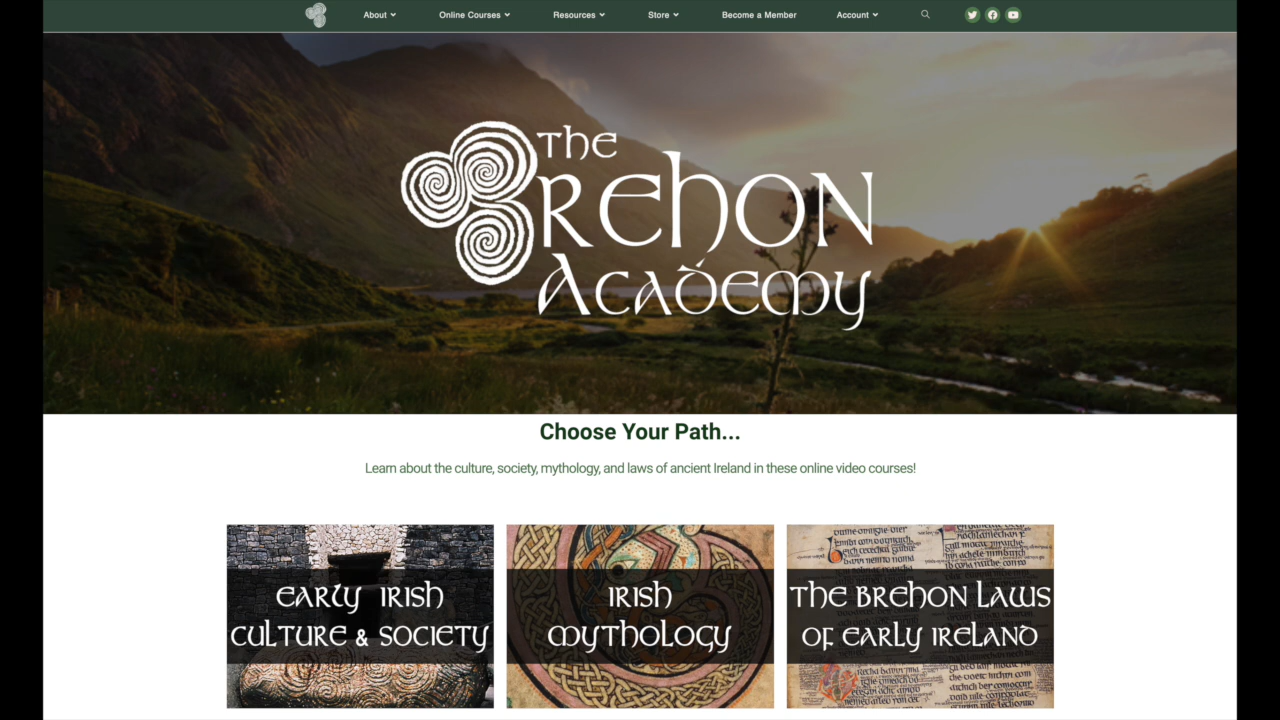 About
Online Courses
Resources
Store
Become a Member
Account
The
Brehon
Academy
Choose Your Path...
Learn about the culture, society, mythology, and laws of ancient Ireland in these online video courses!
Early Irish
Culture & Society
Irish
Mythology
The Brehon Laws
of Early Ireland